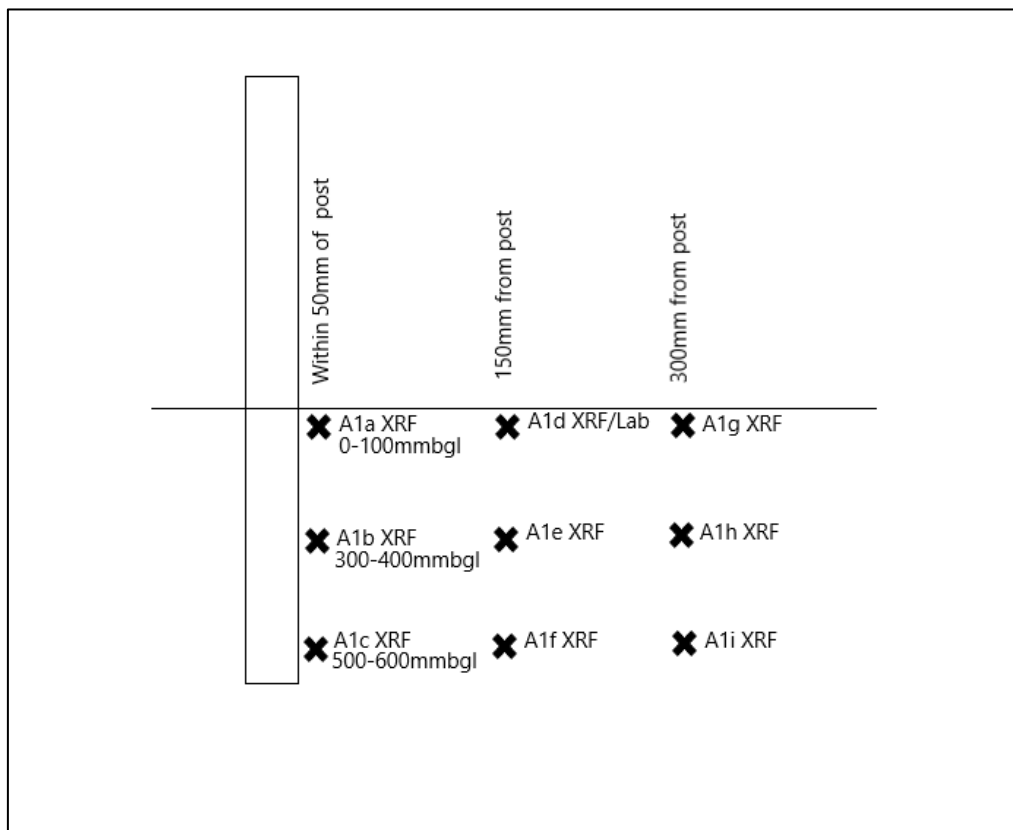 Within 50mm of  post
150mm from post
300mm from post
A1a XRF
0-100mmbgl
A1d XRF/Lab
A1g XRF
A1b XRF
300-400mmbgl
A1e XRF
A1h XRF
A1c XRF
500-600mmbgl
A1f XRF
A1i XRF